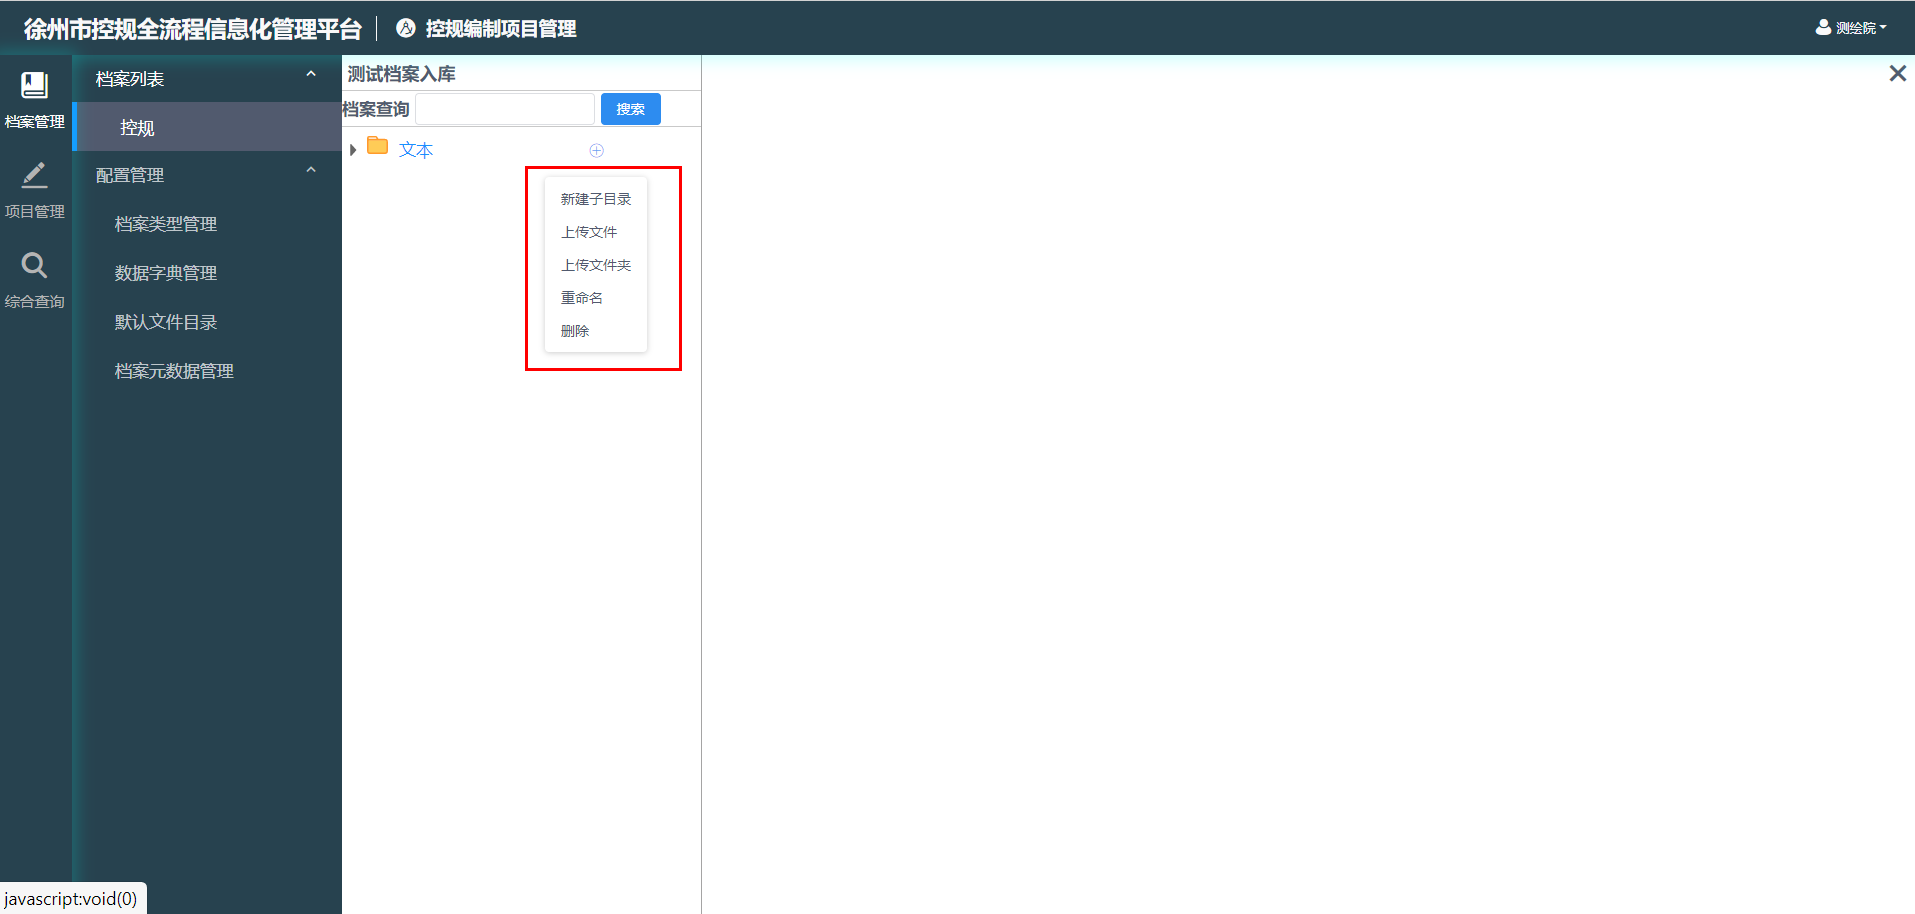 徐州市控规全流程信息化管理平台
控规编制项目管理
测绘院
档案管理
项目管理
综合查询
档案列表
控规
配置管理
档案类型管理
数据字典管理
默认文件目录
档案元数据管理
测试档案入库
档案查询
搜索
文本
新建子目录
上传文件
上传文件夹
重命名
删除
javascript:void(0)